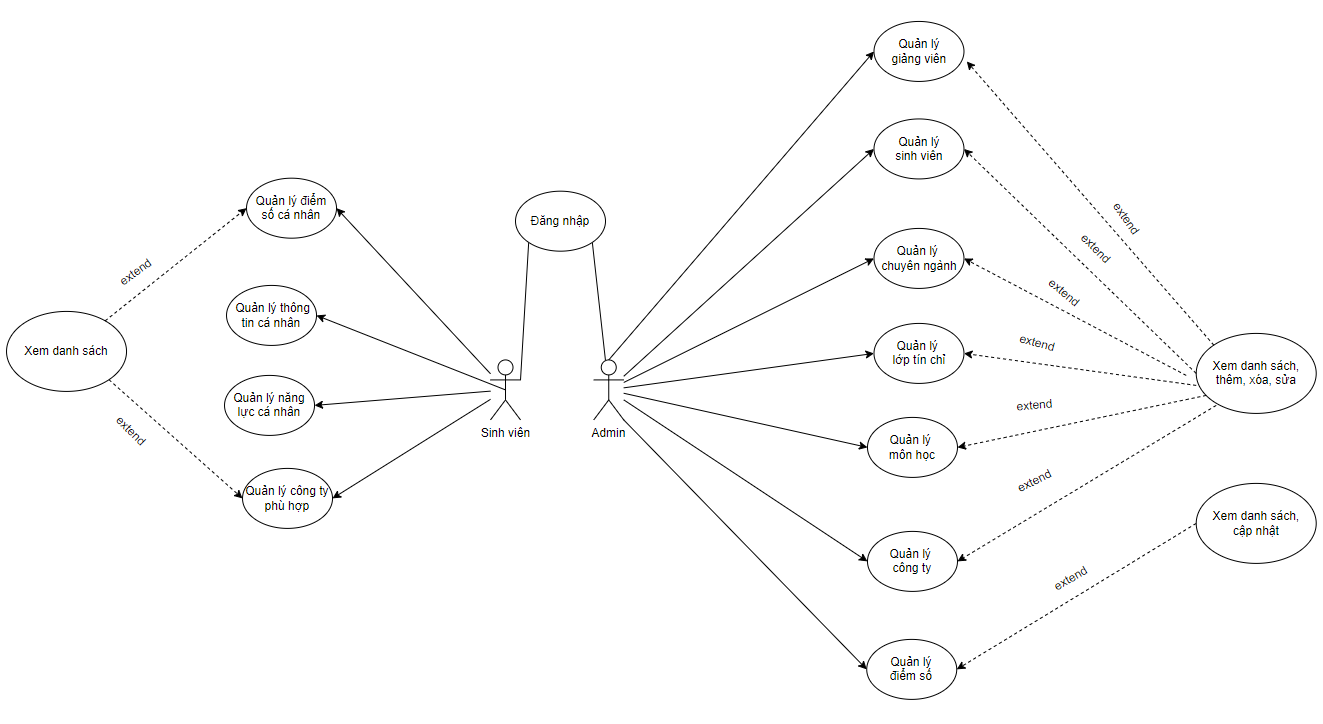 Quản lý
giảng viên
Quản lý
sinh viên
Quản lý điểm
số cá nhân
Đăng nhập
extend
extend
extend
extend
Quản lý
chuyên ngành
extend
Quản lý thông
tin cá nhân
Xem danh sách
Quản lý
lớp tín chỉ
extend
Xem danh sách,
thêm, xóa, sửa
Quản lý năng
lực cá nhân
extend
extend
Sinh viên
Admin
Quản lý
môn học
Quản lý công ty
phù hợp
extend
Xem danh sách,
cập nhật
Quản lý
công ty
extend
Quản lý
điểm số